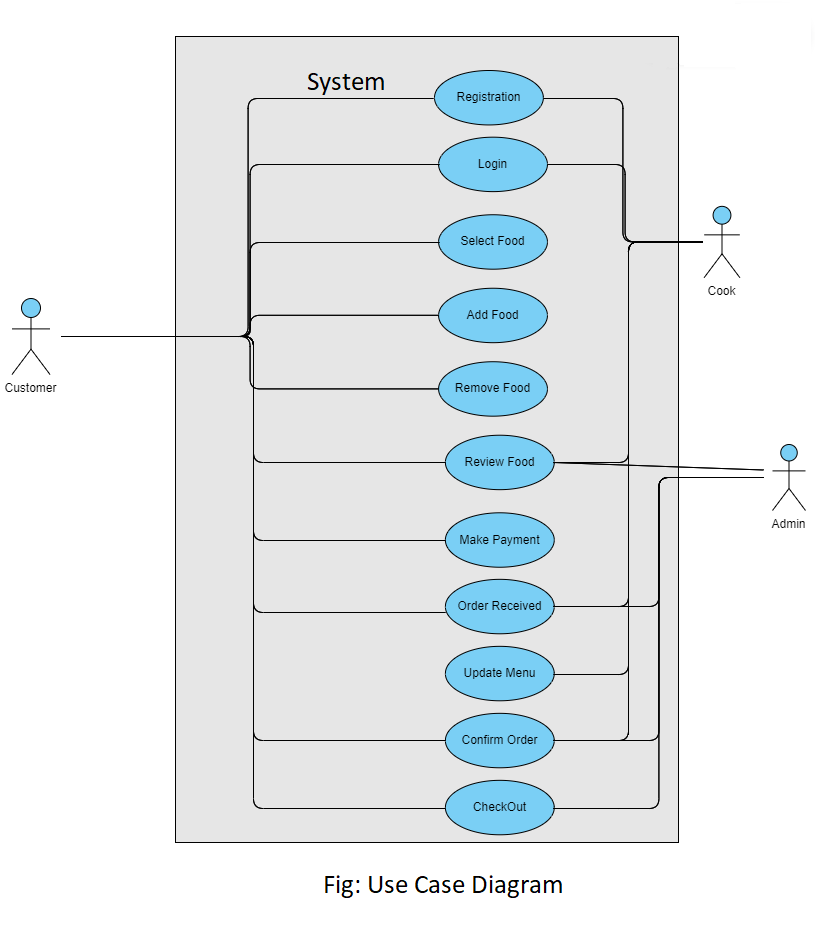 System
Registration
Login
Select Food
Cook
Add Food
Customer
Remove Food
Review Food
Admin
Make Payment
Order Received
Update Menu
Confirm Order
CheckOut
Fig: Use Case Diagram